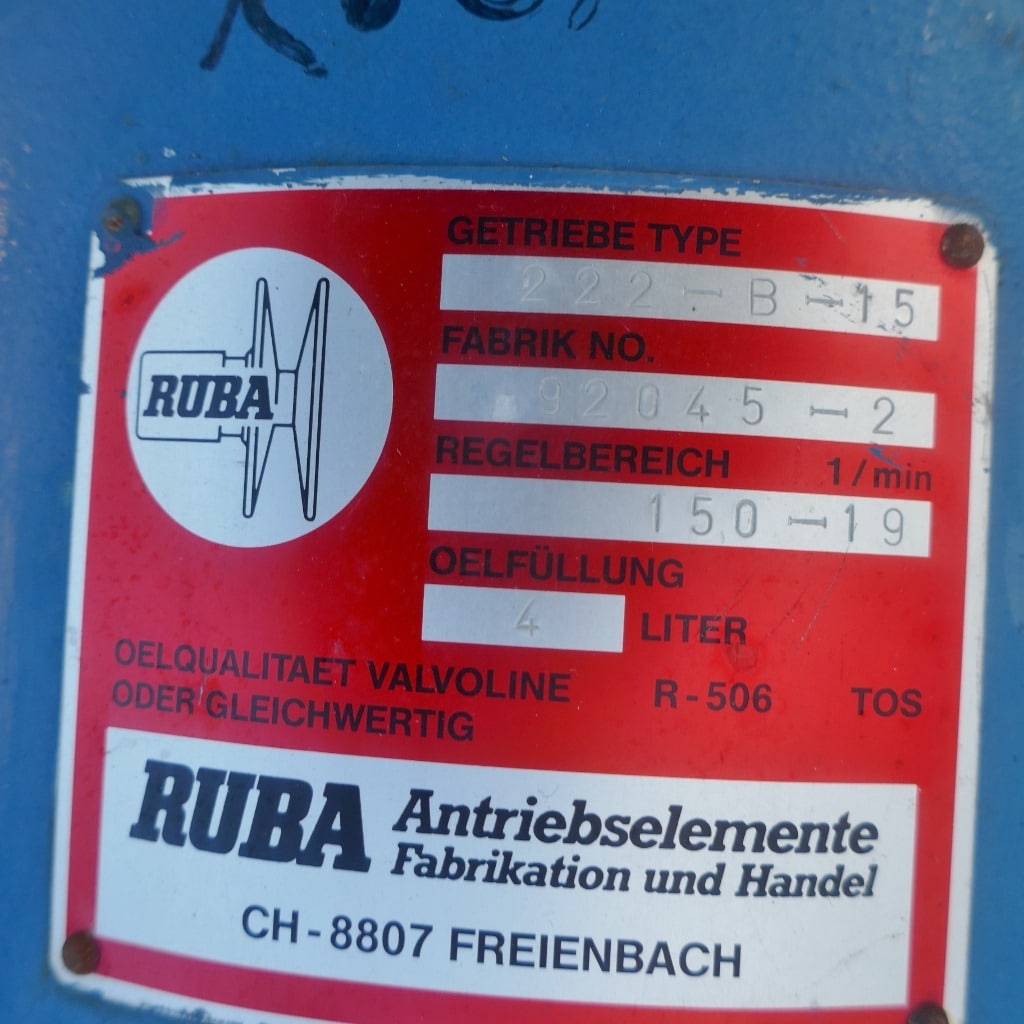 GETRIEBE TYPE
222-B-15
FABRIK NO.
92045-2
REGELBEREICH 1/min
150-19
OELFÜLLUNG
4 LITER
RUBA
OELQUALITAET VALVOLINE R-506 TOS
ODER GLEICHWERTIG
RUBA Antriebselemente
Fabrikation und Handel
CH-8807 FREIENBACH